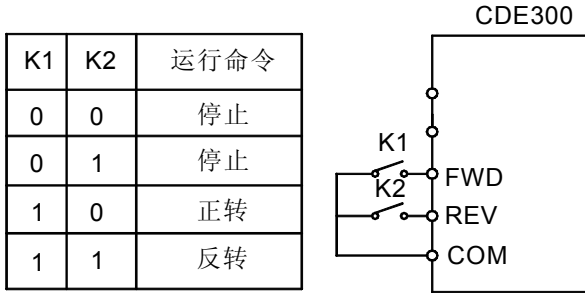 CDE300
K1 K2 运行命令
0 0 停止
0 1 停止
1 0 正转
1 1 反转
K1
FWD
K2
REV
COM